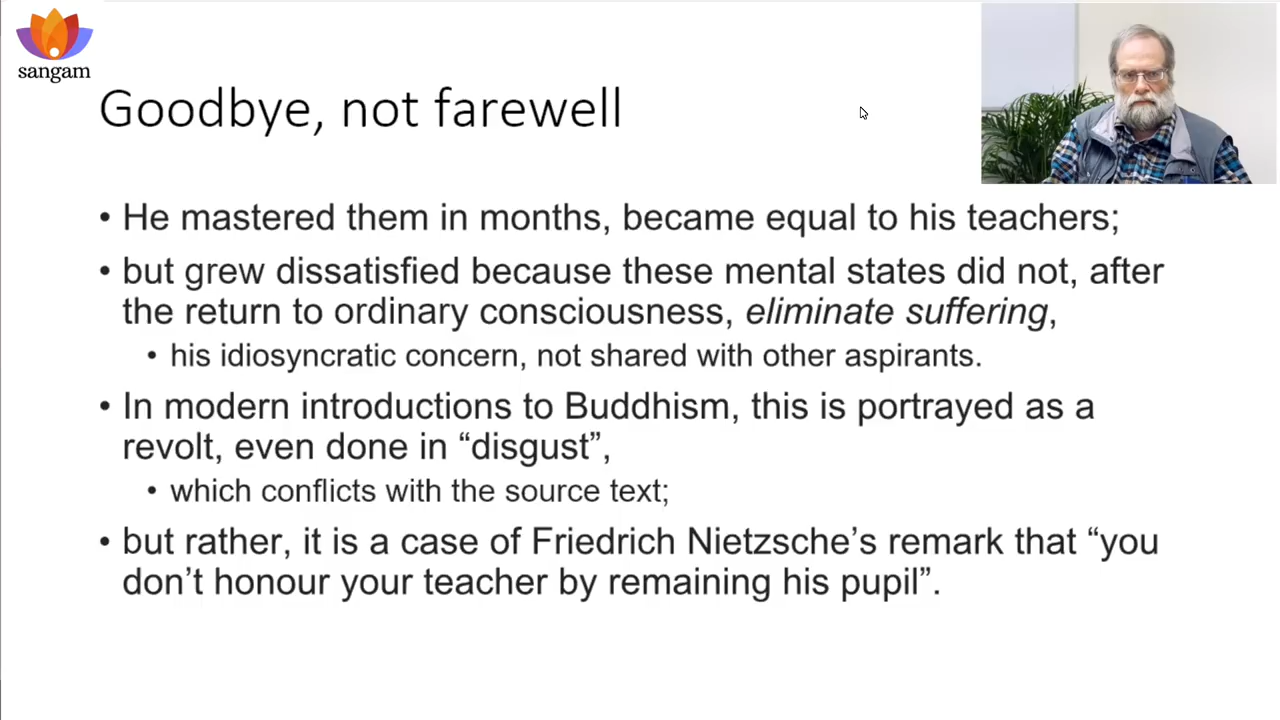 sangam
Goodbye, not farewell
• He mastered them in months, became equal to his teachers;
• but grew dissatisfied because these mental states did not, after
the return to ordinary consciousness, eliminate suffering,
• his idiosyncratic concern, not shared with other aspirants.
• In modern introductions to Buddhism, this is portrayed as a
revolt, even done in “disgust”,
• which conflicts with the source text;
• but rather, it is a case of Friedrich Nietzsche’s remark that “you
don’t honour your teacher by remaining his pupil”.